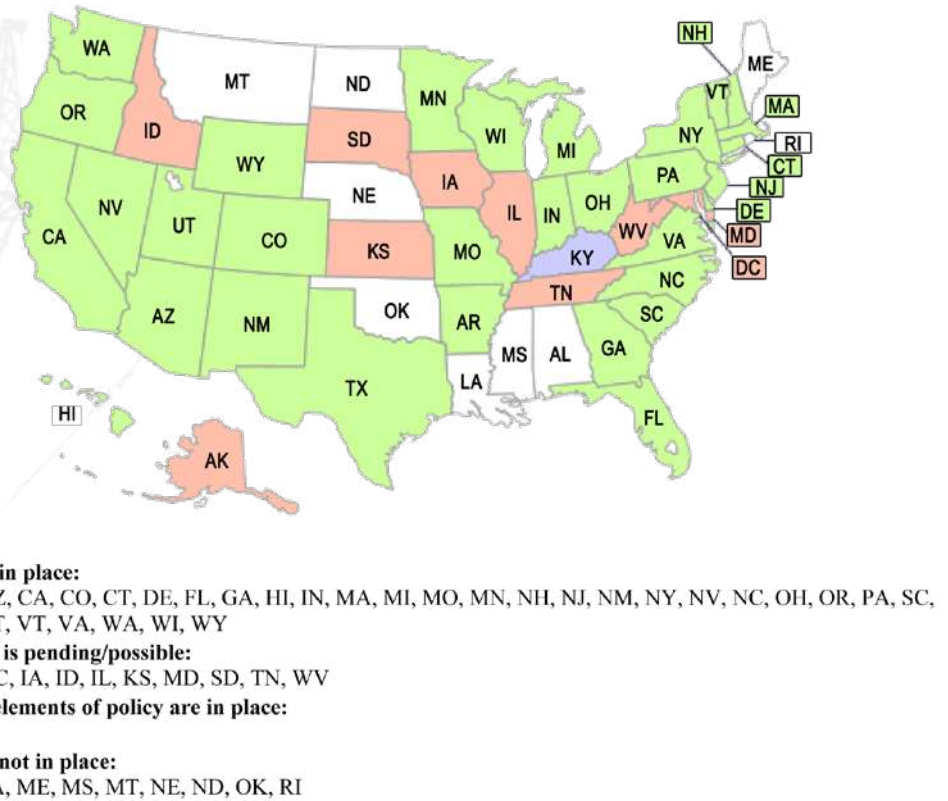 WA
MT
ND
MN
NH
ME
VT
OR
ID
SD
WI
MI
NY
MA
RI
WY
IA
PA
CT
NJ
NE
IL
IN
OH
DE
NV
UT
CO
KS
MO
WV
VA
MD
CA
KY
DC
AZ
NM
OK
AR
TN
NC
SC
TX
LA
MS
AL
GA
HI
FL
AK
in place:
Z, CA, CO, CT, DE, FL, GA, HI, IN, MA, MI, MO, MN, NH, NJ, NM, NY, NV, NC, OH, OR, PA, SC,
T, VT, VA, WA, WI, WY
is pending/possible:
C, IA, ID, IL, KS, MD, SD, TN, WV
elements of policy are in place:
not in place:
A, ME, MS, MT, NE, ND, OK, RI